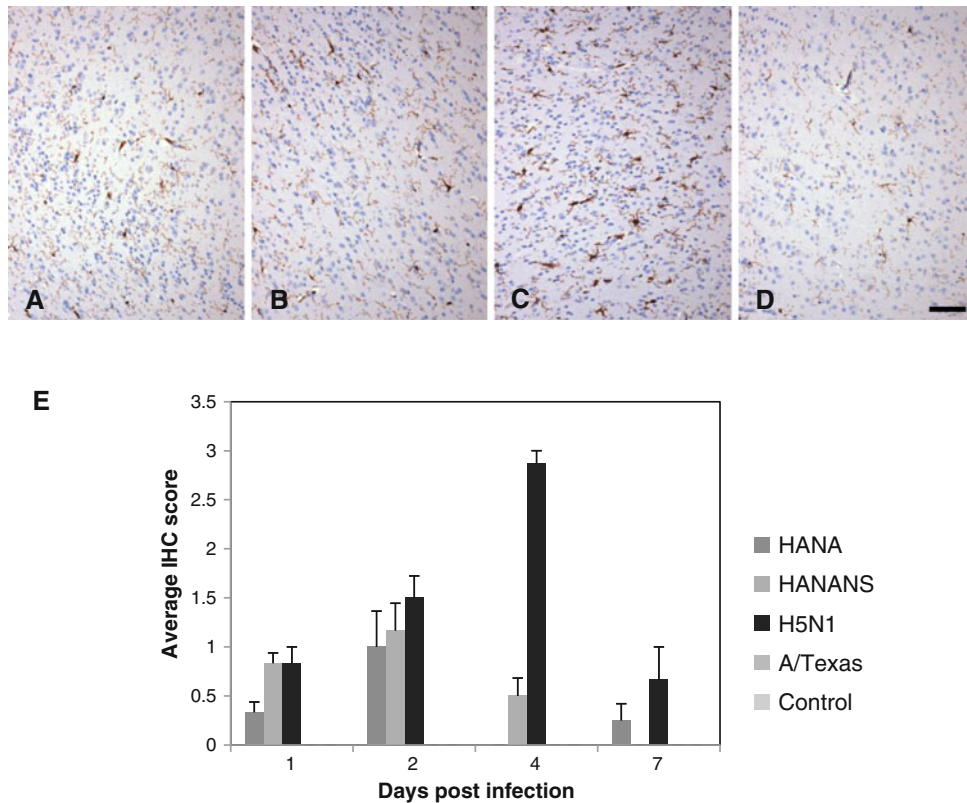 A
B
C
D
E
3.5
3
2.5
2
1.5
1
0.5
0
Average IHC score
1
2
4
7
Days post infection
HANA
HANANS
H5N1
A/Texas
Control